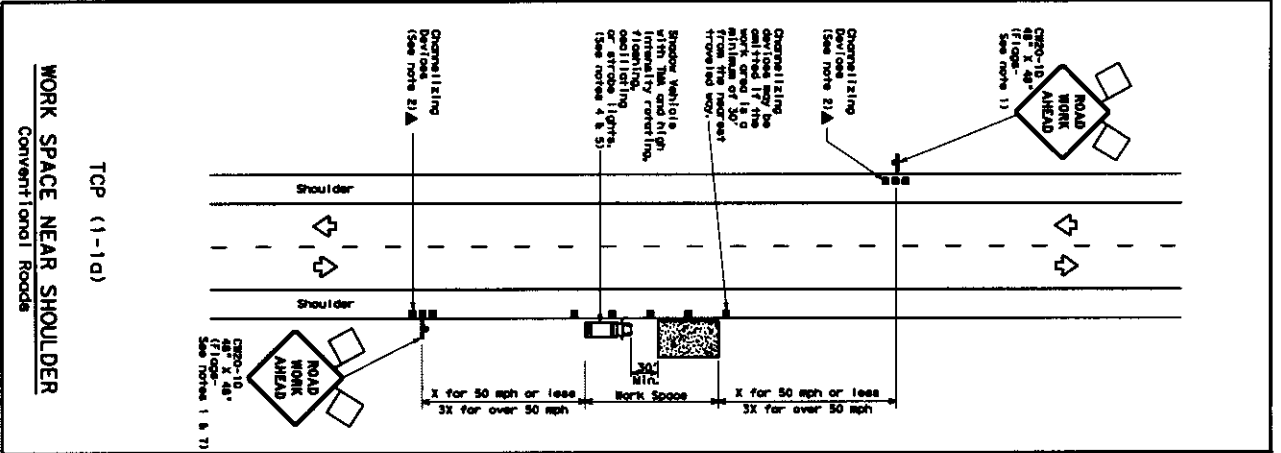 TCP (1-1a)
WORK SPACE NEAR SHOULDER
Conventional Roads
CW20-1D
48" X 48"
(Flags-
See note 1)
ROAD
WORK
AHEAD
Channelizing
Devices
(See note 2)▲
Channelizing
devices may be
omitted if the
work area is a
minimum of 30'
from the nearest
traveled way.
Shadow Vehicle
with TMA and high
intensity rotating,
flashing,
oscillating
or strobe lights.
(See notes 4 & 5)
Channelizing
Devices
(See note 2)▲
Shoulder
Shoulder
30'
Min.
X for 50 mph or less
3X for over 50 mph
Work Space
X for 50 mph or less
3X for over 50 mph
ROAD
WORK
AHEAD
CW20-1D
48" X 48"
(Flags-
See notes 1 & 7)